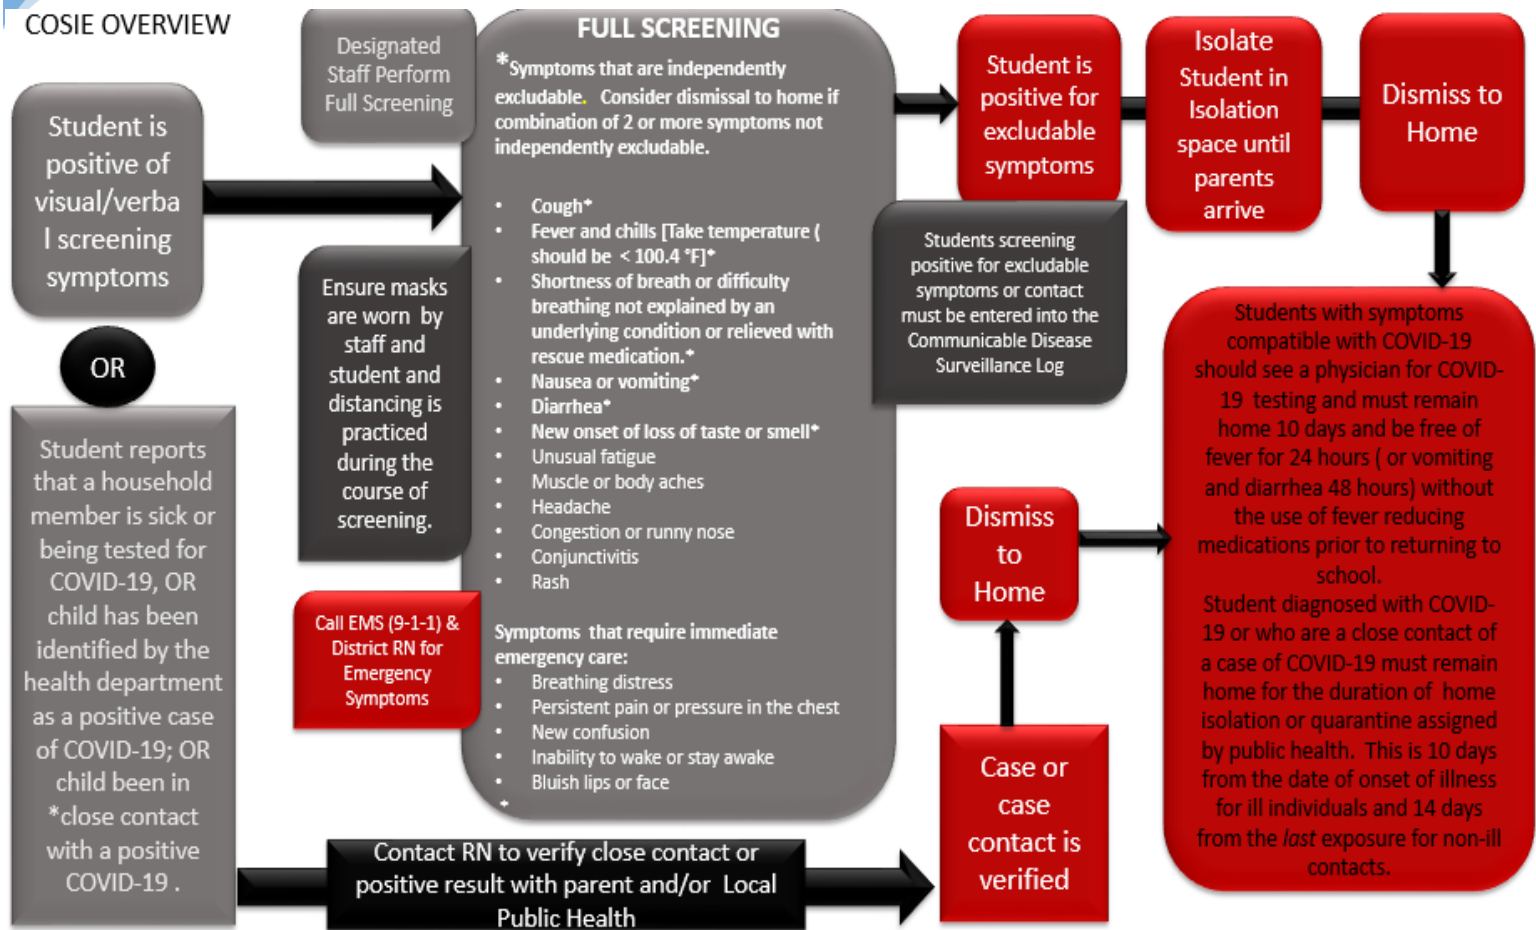 COSIE OVERVIEW
Student is
positive of
visual/verba
l screening
symptoms
OR
Student reports
that a household
member is sick or
being tested for
COVID-19, OR
child has been
identified by the
health department
as a positive case
of COVID-19; OR
child been in
*close contact
with a positive
COVID-19 .
Designated
Staff Perform
Full Screening
Ensure masks
are worn by
staff and
student and
distancing is
practiced
during the
course of
screening.
Call EMS (9-1-1) &
District RN for
Emergency
Symptoms
FULL SCREENING
*Symptoms that are independently
excludable. Consider dismissal to home if
combination of 2 or more symptoms not
independently excludable.
• Cough*
• Fever and chills [Take temperature (
should be < 100.4 °F]*
• Shortness of breath or difficulty
breathing not explained by an
underlying condition or relieved with
rescue medication.*
• Nausea or vomiting*
• Diarrhea*
• New onset of loss of taste or smell*
• Unusual fatigue
• Muscle or body aches
• Headache
• Congestion or runny nose
• Conjunctivitis
• Rash
Symptoms that require immediate
emergency care:
• Breathing distress
• Persistent pain or pressure in the chest
• New confusion
• Inability to wake or stay awake
• Bluish lips or face
*
Student is
positive for
excludable
symptoms
Students screening
positive for excludable
symptoms or contact
must be entered into the
Communicable Disease
Surveillance Log
Isolate
Student in
Isolation
space until
parents
arrive
Dismiss to
Home
Contact RN to verify close contact or
positive result with parent and/or Local
Public Health
Case or
case
contact is
verified
Dismiss
to
Home
Students with symptoms
compatible with COVID-19
should see a physician for COVID-
19 testing and must remain
home 10 days and be free of
fever for 24 hours ( or vomiting
and diarrhea 48 hours) without
the use of fever reducing
medications prior to returning to
school.
Student diagnosed with COVID-
19 or who are a close contact of
a case of COVID-19 must remain
home for the duration of home
isolation or quarantine assigned
by public health. This is 10 days
from the date of onset of illness
for ill individuals and 14 days
from the last exposure for non-ill
contacts.